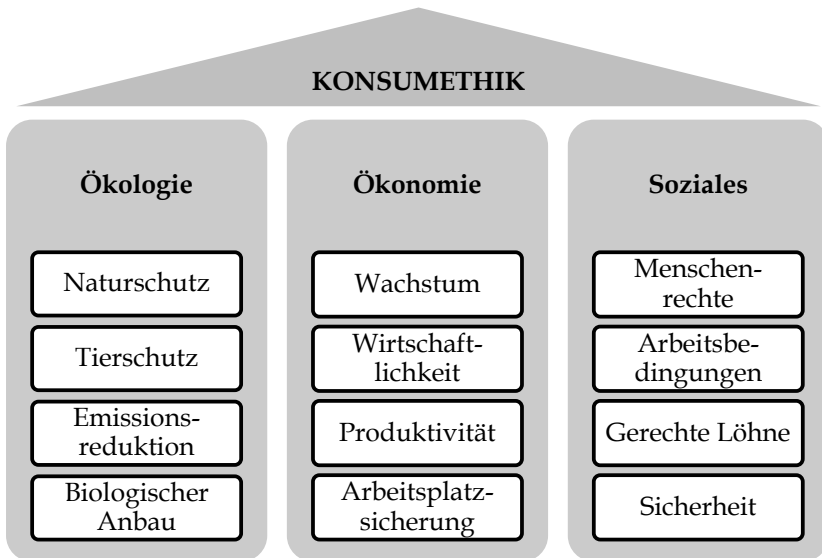 KONSUMETHIK
Ökologie
Naturschutz
Tierschutz
Emissions-
reduktion
Biologischer
Anbau
Ökonomie
Wachstum
Wirtschaft-
lichkeit
Produktivität
Arbeitsplatz-
sicherung
Soziales
Menschen-
rechte
Arbeitsbe-
dingungen
Gerechte Löhne
Sicherheit